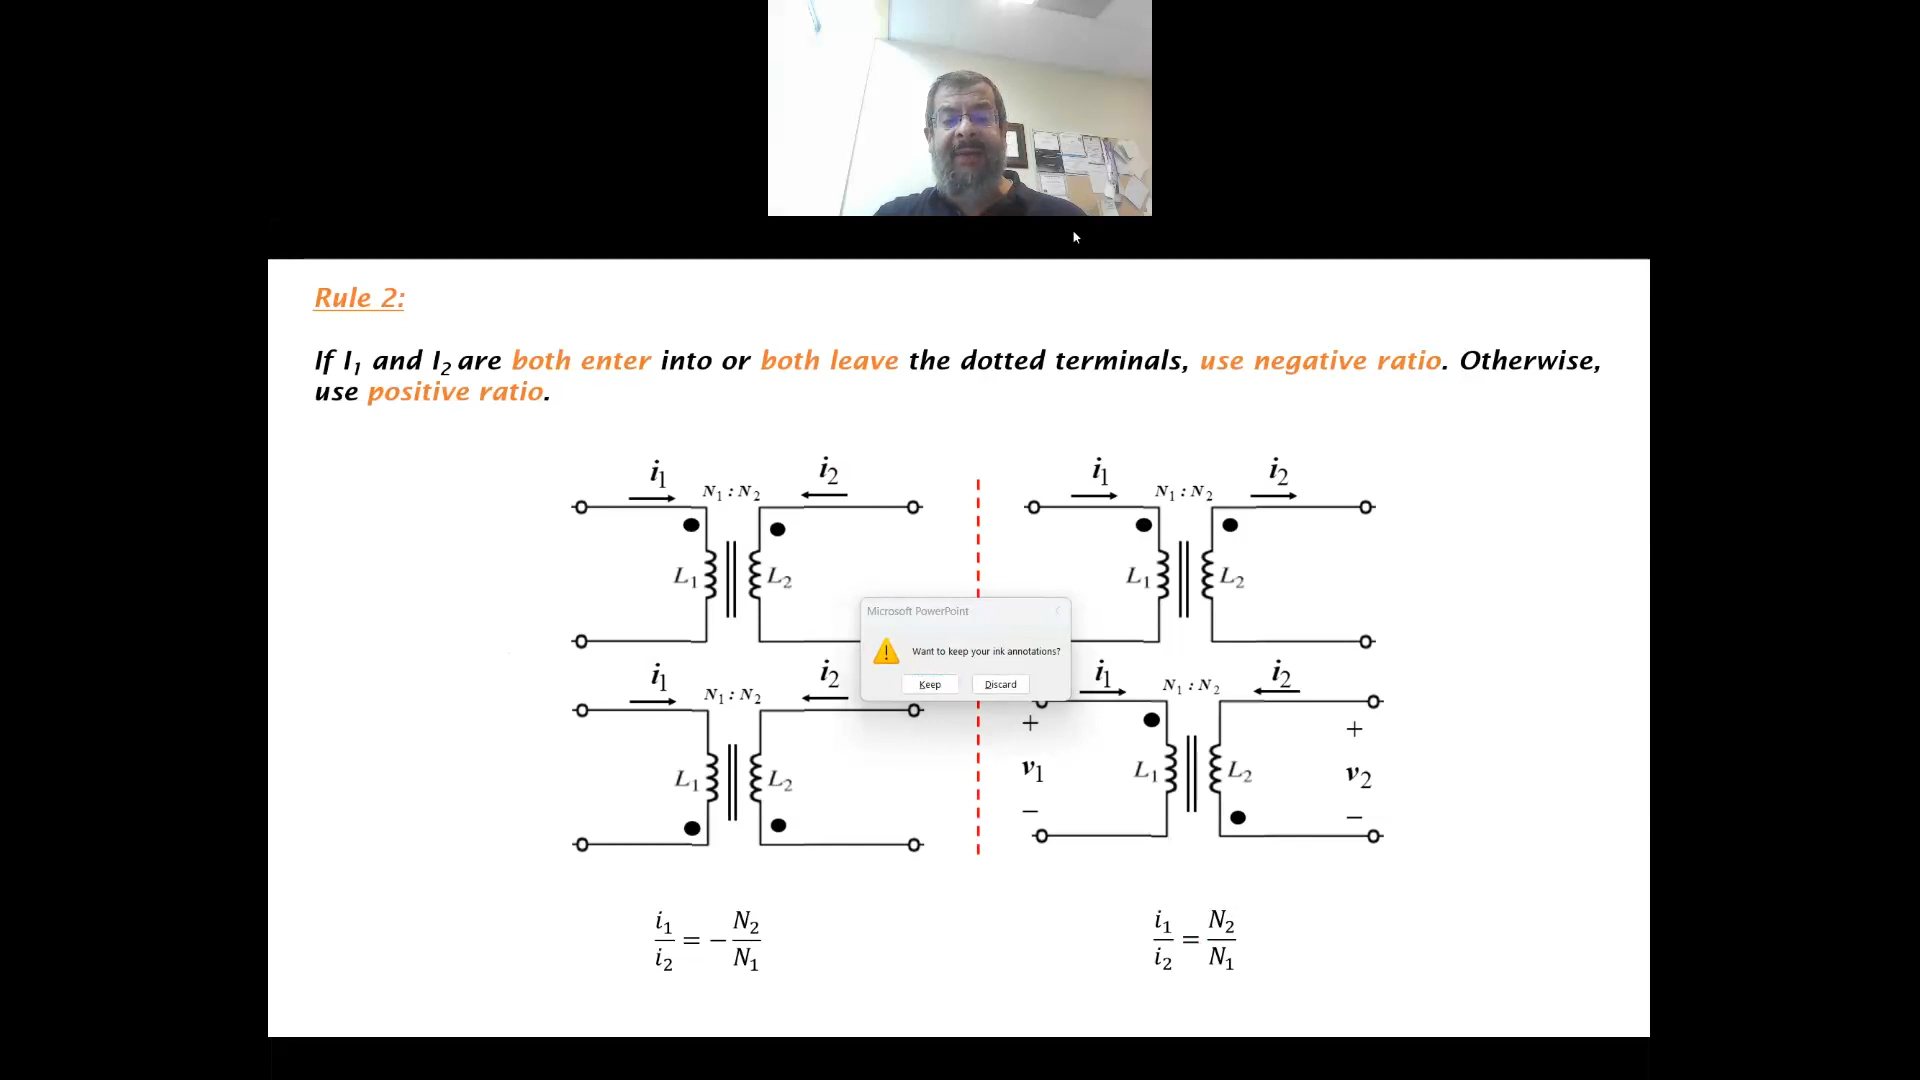 Rule 2:
If I1 and I2 are both enter into or both leave the dotted terminals, use negative ratio. Otherwise,
use positive ratio.
i1 N1 : N2 i2
L1 L2
i1 N1 : N2 i2
L1 L2
Microsoft PowerPoint
Want to keep your ink annotations?
Keep Discard
i1 N1 : N2 i2
L1 L2
i1 N1 : N2 i2
+ +
v1 L1 L2 v2
− −
i1/i2 = − N2/N1
i1/i2 = N2/N1